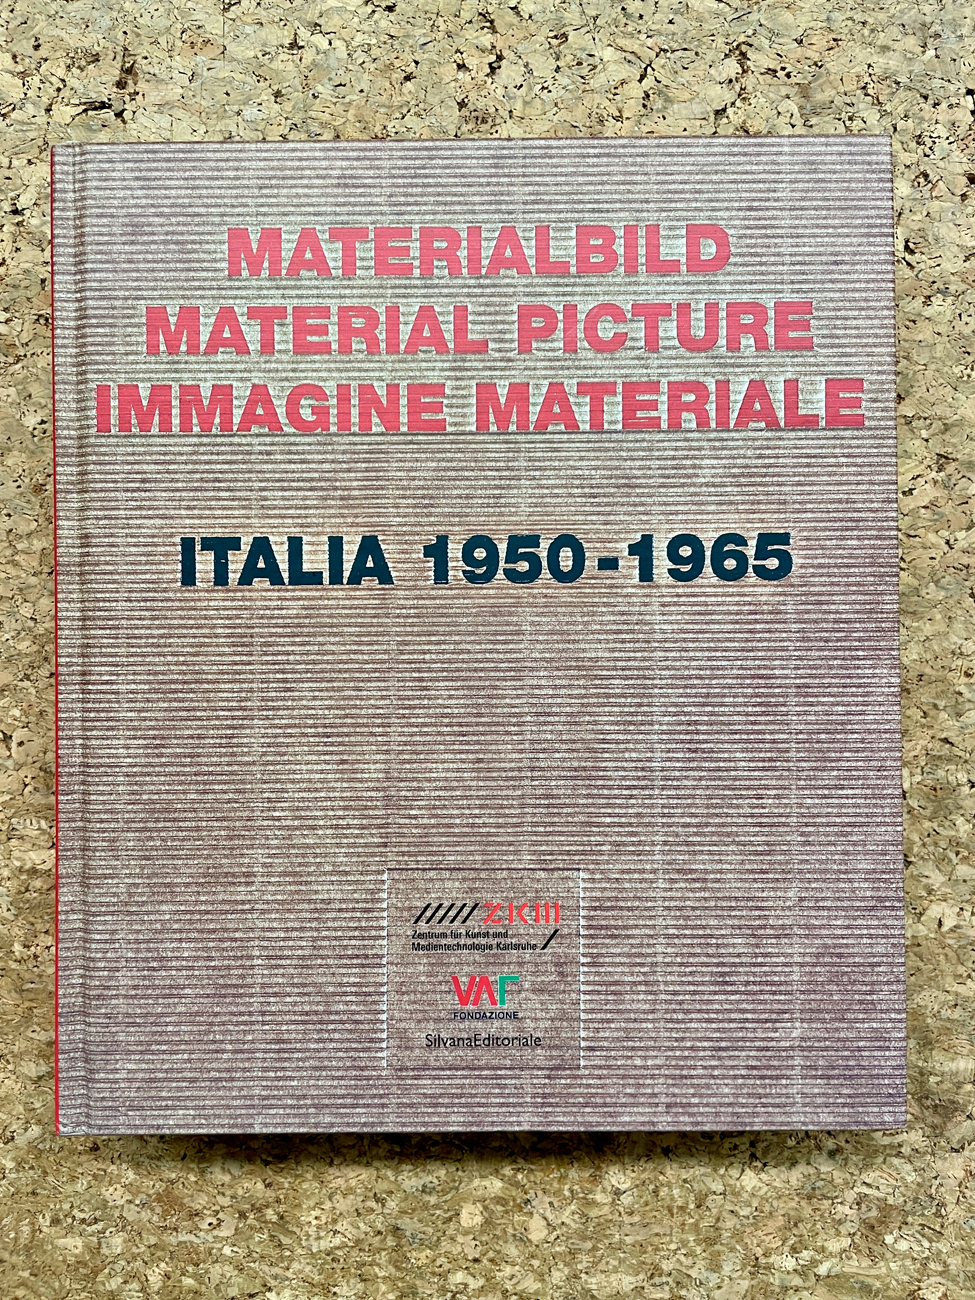 MATERIALBILD
MATERIAL PICTURE
IMMAGINE MATERIALE
ITALIA 1950-1965
ZKM
Zentrum für Kunst und
Medientechnologie Karlsruhe
VAF
FONDAZIONE
SilvanaEditoriale